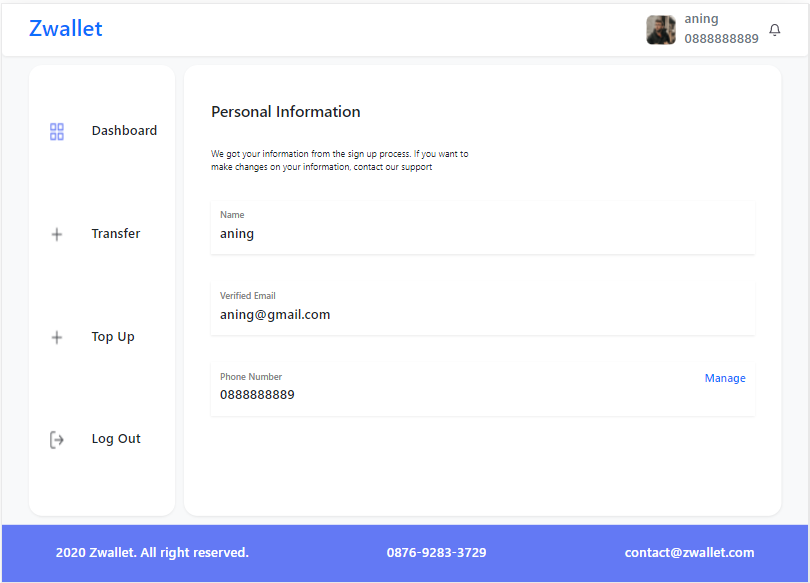 Zwallet
aning
0888888889
Dashboard
Transfer
Top Up
Log Out
Personal Information
We got your information from the sign up process. If you want to
make changes on your information, contact our support
Name
aning
Verified Email
aning@gmail.com
Phone Number
0888888889
Manage
2020 Zwallet. All right reserved.
0876-9283-3729
contact@zwallet.com